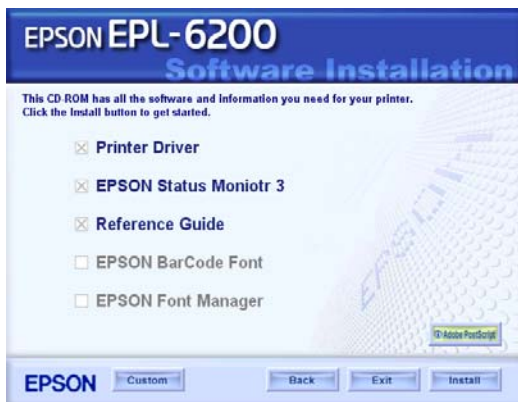 EPSON EPL-6200
Software Installation
This CD-ROM has all the software and information you need for your printer.
Click the Install button to get started.
Printer Driver
EPSON Status Moniotr 3
Reference Guide
EPSON BarCode Font
EPSON Font Manager
EPSON
Adobe PostScript
EPSON
Custom
Back
Exit
Install